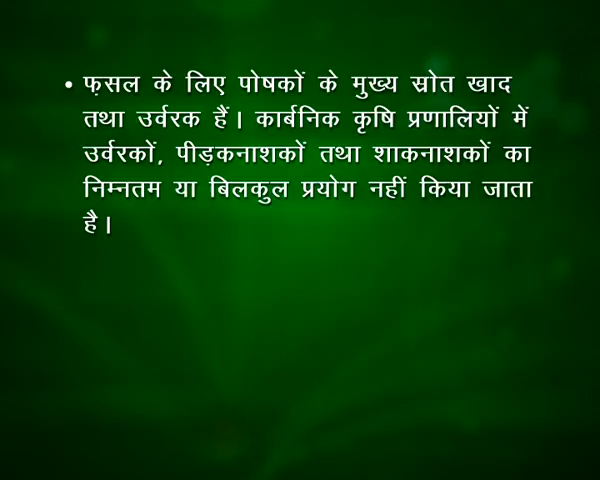 • फ़सल के लिए पोषकों के मुख्य स्रोत खाद
तथा उर्वरक हैं। कार्बनिक कृषि प्रणालियों में
उर्वरकों, पीड़कनाशकों तथा शाकनाशकों का
निम्नतम या बिलकुल प्रयोग नहीं किया जाता
है।